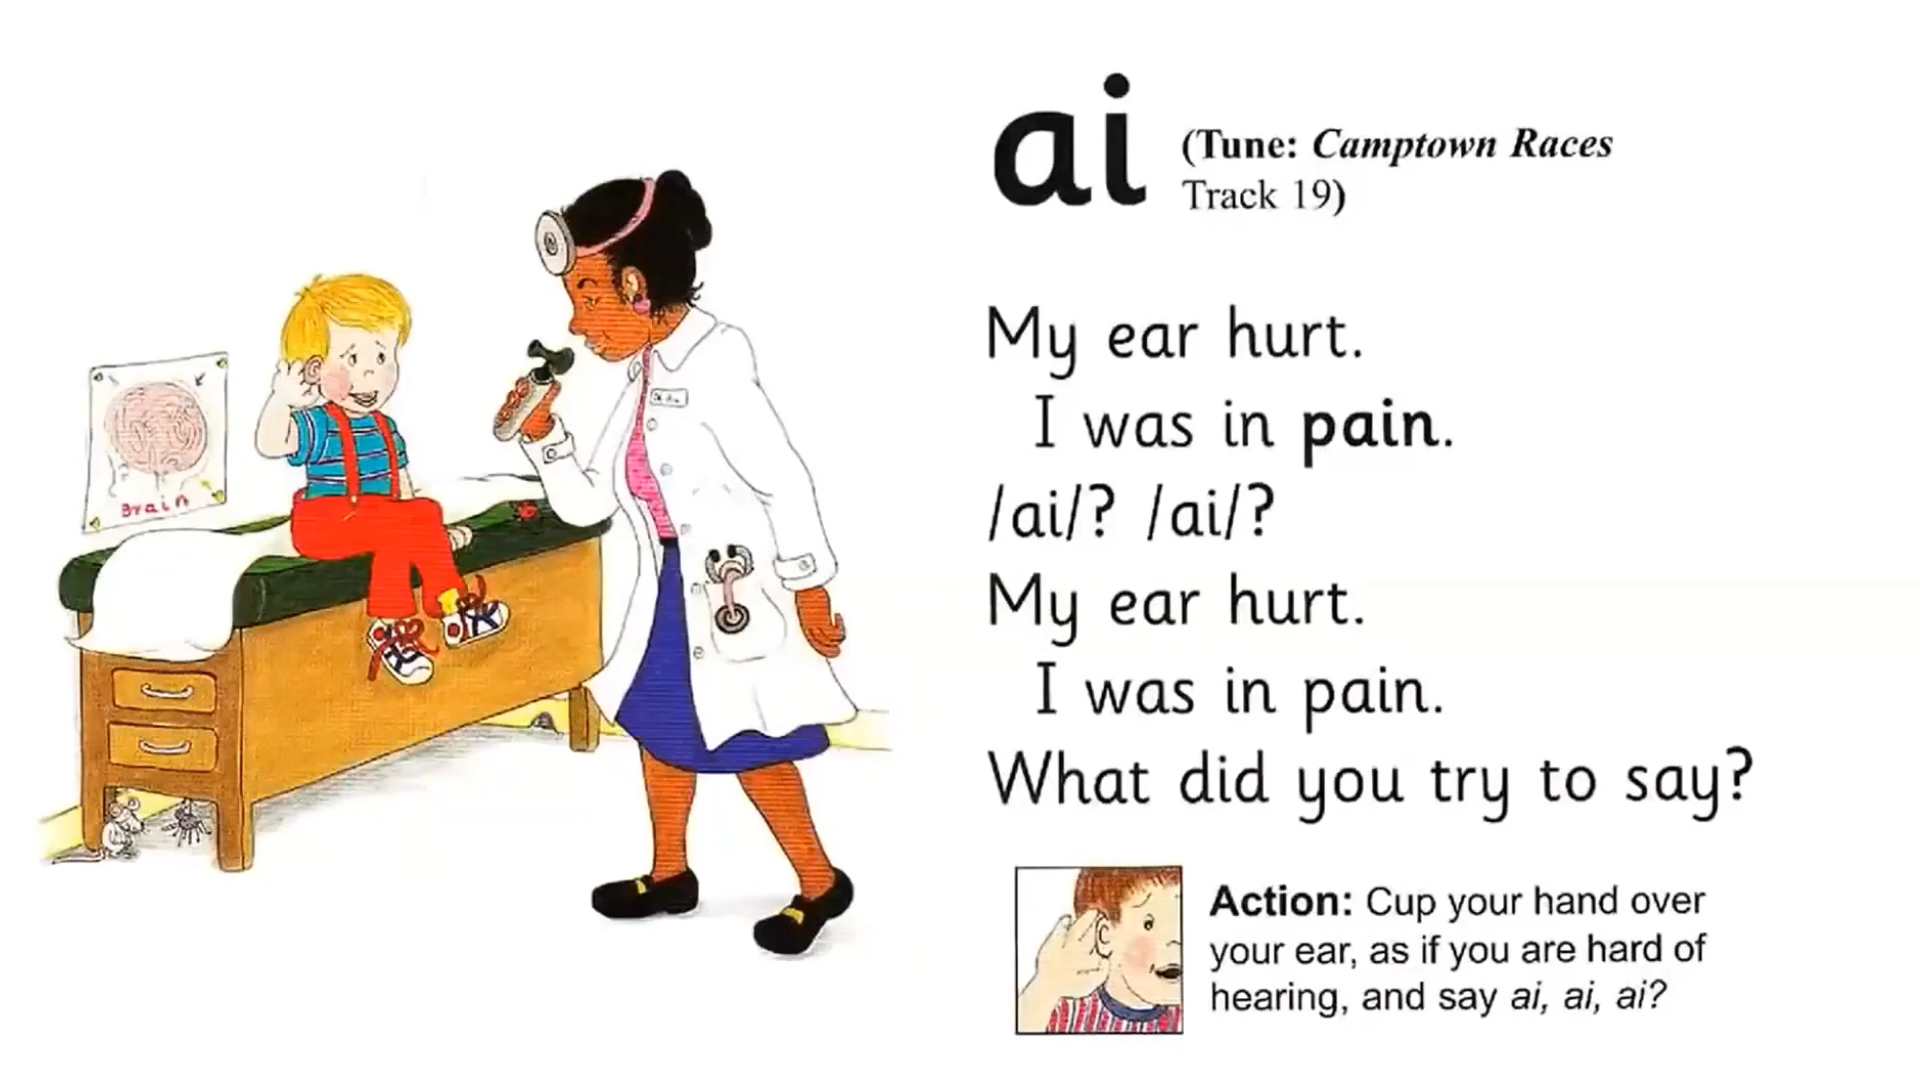 ai
(Tune: Camptown Races
Track 19)
My ear hurt.
I was in pain.
/ai/? /ai/?
My ear hurt.
I was in pain.
What did you try to say?
Action: Cup your hand over
your ear, as if you are hard of
hearing, and say ai, ai, ai?
Brain